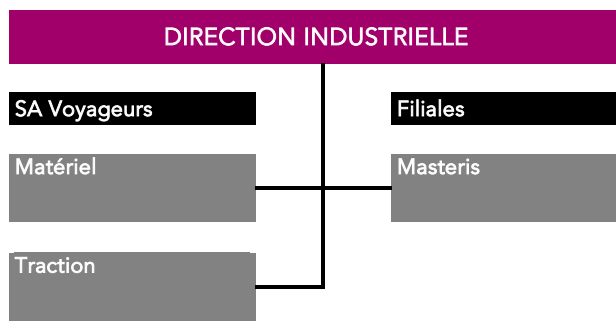 DIRECTION INDUSTRIELLE
SA Voyageurs
Filiales
Matériel
Masteris
Traction